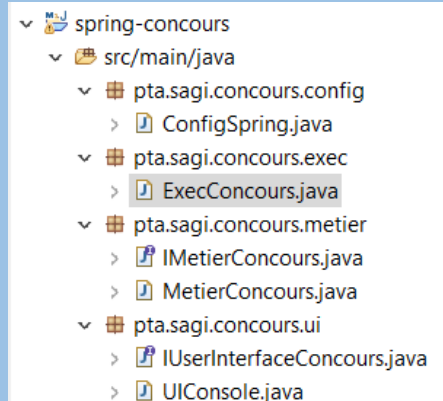 spring-concours
src/main/java
pta.sagi.concours.config
ConfigSpring.java
pta.sagi.concours.exec
ExecConcours.java
pta.sagi.concours.metier
IMetierConcours.java
MetierConcours.java
pta.sagi.concours.ui
IUserInterfaceConcours.java
UIConsole.java